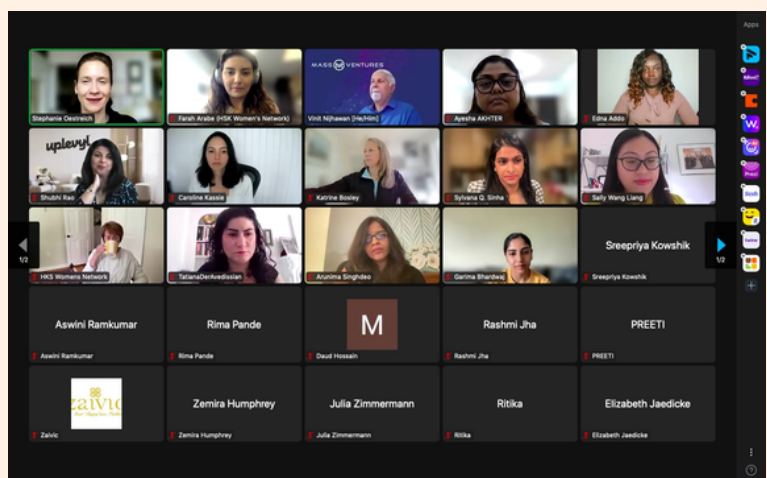 Apps
MASS VENTURES
Stephanie Oestreich
Farah Arabe (HSK Women's Network)
Vinit Nijhawan [He/Him]
Ayesha AKHTER
Edna Addo
uplevyl
Shubhi Rao
Caroline Kassie
Katrine Bosley
Sylvana Q. Sinha
Sally Wang Liang
1/2
HKS Womens Network
TatianaDerAvedissian
Arunima Singhdeo
Garima Bhardwaj
Sreepriya Kowshik
Sreepriya Kowshik
1/2
Aswini Ramkumar
Rima Pande
M
Rashmi Jha
PREETI
Aswini Ramkumar
Rima Pande
Daud Hossain
Rashmi Jha
PREETI
zaivic
Zemira Humphrey
Julia Zimmermann
Ritika
Elizabeth Jaedicke
Zaivic
Zemira Humphrey
Julia Zimmermann
Ritika
Elizabeth Jaedicke